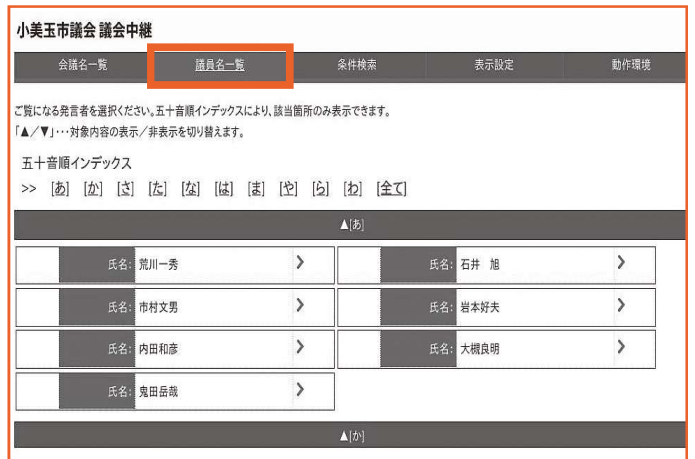 小美玉市議会 議会中継
会議名一覧 議員名一覧 条件検索 表示設定 動作環境
ご覧になる発言者を選択ください。五十音順インデックスにより、該当箇所のみ表示できます。
「▲／▼」・・・対象内容の表示／非表示を切り替えます。
五十音順インデックス
>> [あ] [か] [さ] [た] [な] [は] [ま] [や] [ら] [わ] [全て]
▲[あ]
氏名: 荒川一秀 氏名: 石井 旭
氏名: 市村文男 氏名: 岩本好夫
氏名: 内田和彦 氏名: 大槻良明
氏名: 鬼田岳哉
▲[か]